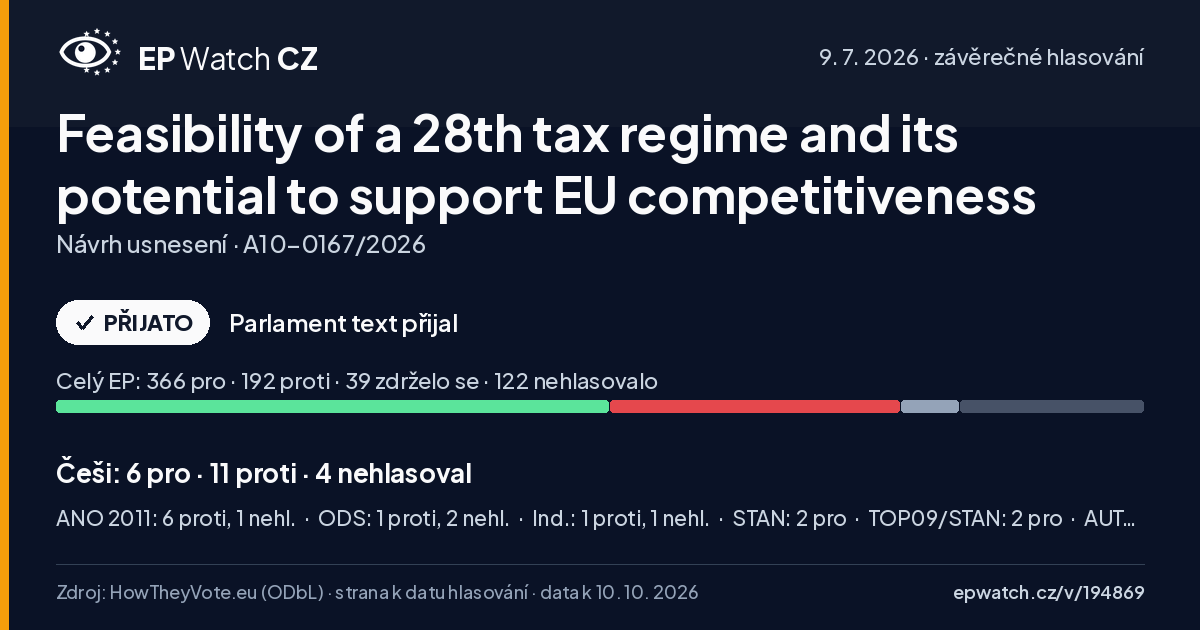 EP Watch CZ
9. 7. 2026 · závěrečné hlasování
Feasibility of a 28th tax regime and its
potential to support EU competitiveness
Návrh usnesení · A10–0167/2026
✓ PŘIJATO Parlament text přijal
Celý EP: 366 pro · 192 proti · 39 zdrželo se · 122 nehlasovalo
Češi: 6 pro · 11 proti · 4 nehlasoval
ANO 2011: 6 proti, 1 nehl. · ODS: 1 proti, 2 nehl. · Ind.: 1 proti, 1 nehl. · STAN: 2 pro · TOP09/STAN: 2 pro · AUT…
Zdroj: HowTheyVote.eu (ODbL) · strana k datu hlasování · data k 10. 10. 2026
epwatch.cz/v/194869